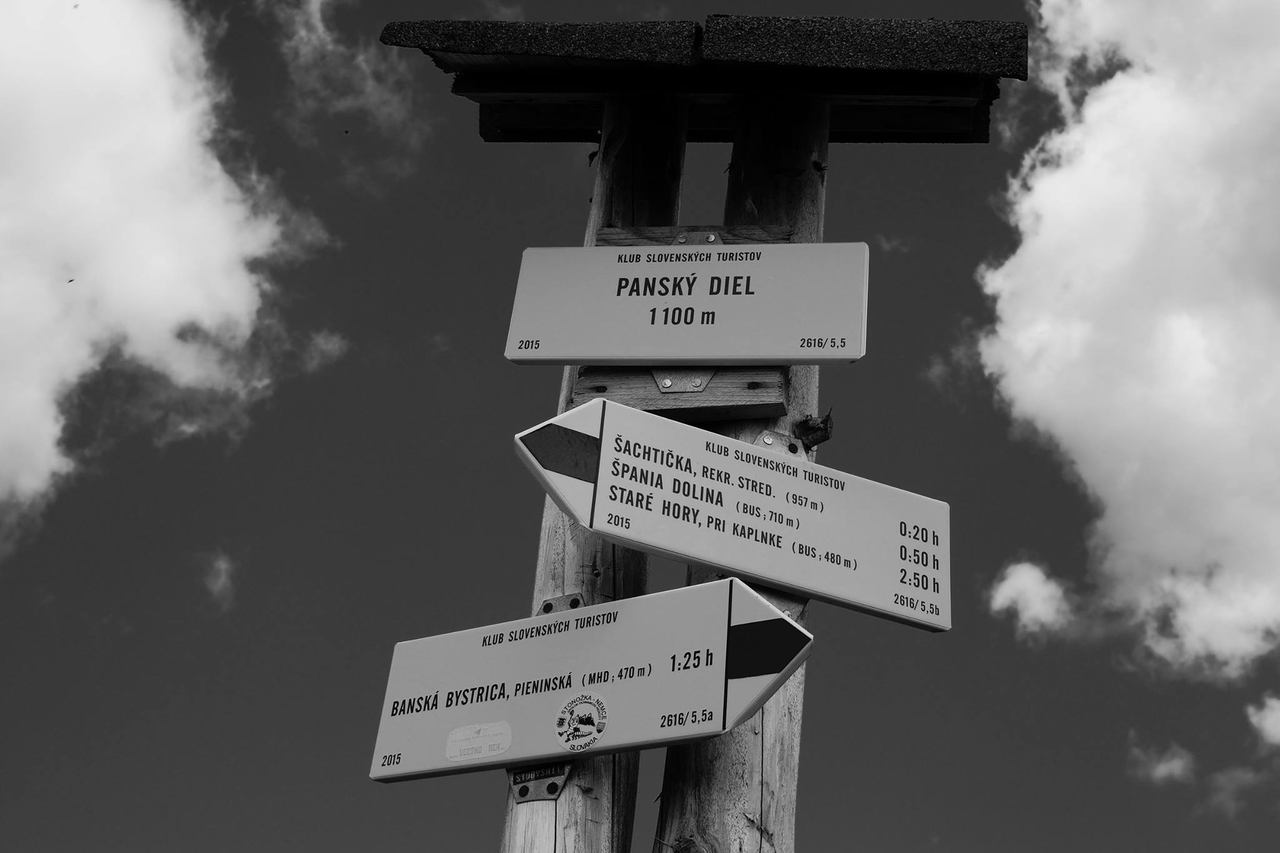 KLUB SLOVENSKÝCH TURISTOV
PANSKÝ DIEL
1100 m
2015 2616/5,5
KLUB SLOVENSKÝCH TURISTOV
ŠACHTIČKA, REKR. STRED. (957 m) 0:20 h
ŠPANIA DOLINA (BUS; 710 m) 0:50 h
STARÉ HORY, PRI KAPLNKE (BUS; 480 m) 2:50 h
2015 2616/5,5b
KLUB SLOVENSKÝCH TURISTOV
BANSKÁ BYSTRICA, PIENINSKÁ (MHD; 470 m) 1:25 h
2015 2616/5,5a
STONOŽKA-NEMCE
SLOVAKIA